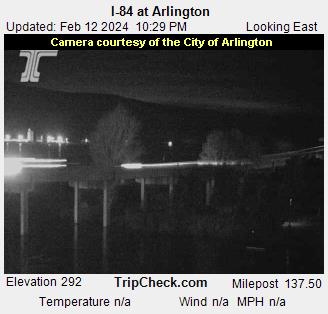 I-84 at Arlington
Updated: Feb 12 2024 10:29 PM Looking East
Camera courtesy of the City of Arlington
Elevation 292 TripCheck.com Milepost 137.50
Temperature n/a Wind n/a MPH n/a